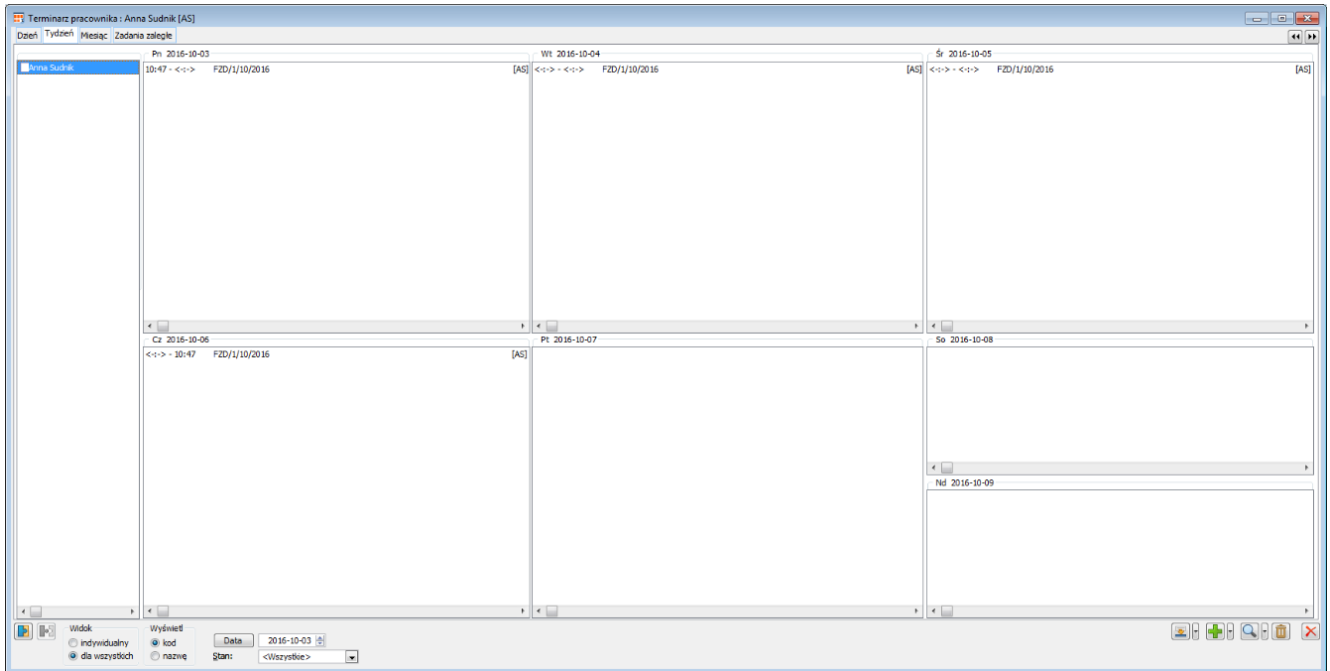 Terminarz pracownika : Anna Sudnik [AS]
Dzień Tydzień Miesiąc Zadania zaległe
Anna Sudnik
Pn 2016-10-03
10:47 - <-:-> FZD/1/10/2016 [AS]
Wt 2016-10-04
<-:-> - <-:-> FZD/1/10/2016 [AS]
Śr 2016-10-05
<-:-> - <-:-> FZD/1/10/2016 [AS]
Cz 2016-10-06
<-:-> - 10:47 FZD/1/10/2016 [AS]
Pt 2016-10-07
So 2016-10-08
Nd 2016-10-09
Widok
indywidualny
dla wszystkich
Wyświetl
kod
nazwę
Data 2016-10-03
Stan: <Wszystkie>